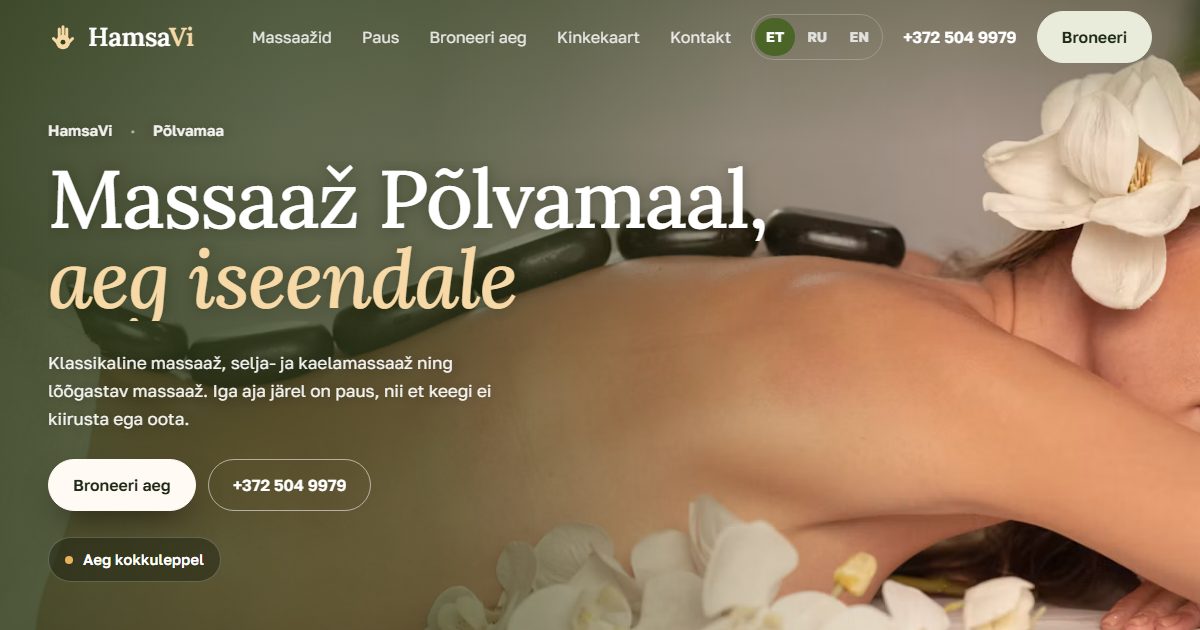 HamsaVi
Massaažid Paus Broneeri aeg Kinkekaart Kontakt ET RU EN +372 504 9979 Broneeri
HamsaVi · Põlvamaa
Massaaž Põlvamaal,
aeg iseendale
Klassikaline massaaž, selja- ja kaelamassaaž ning
lõõgastav massaaž. Iga aja järel on paus, nii et keegi ei
kiirusta ega oota.
Broneeri aeg +372 504 9979
Aeg kokkuleppel